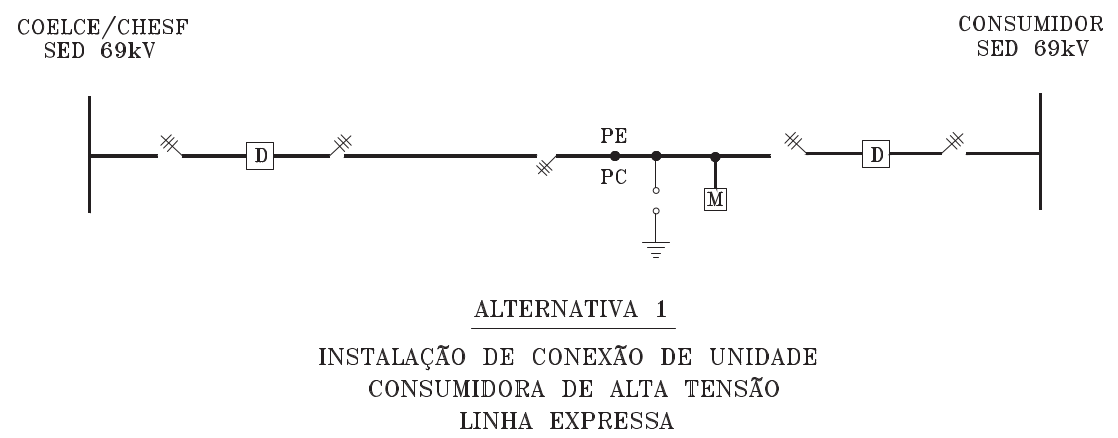 COELCE/CHESF
SED 69kV
CONSUMIDOR
SED 69kV
D
PE
PC
M
D
ALTERNATIVA 1
INSTALAÇÃO DE CONEXÃO DE UNIDADE
CONSUMIDORA DE ALTA TENSÃO
LINHA EXPRESSA